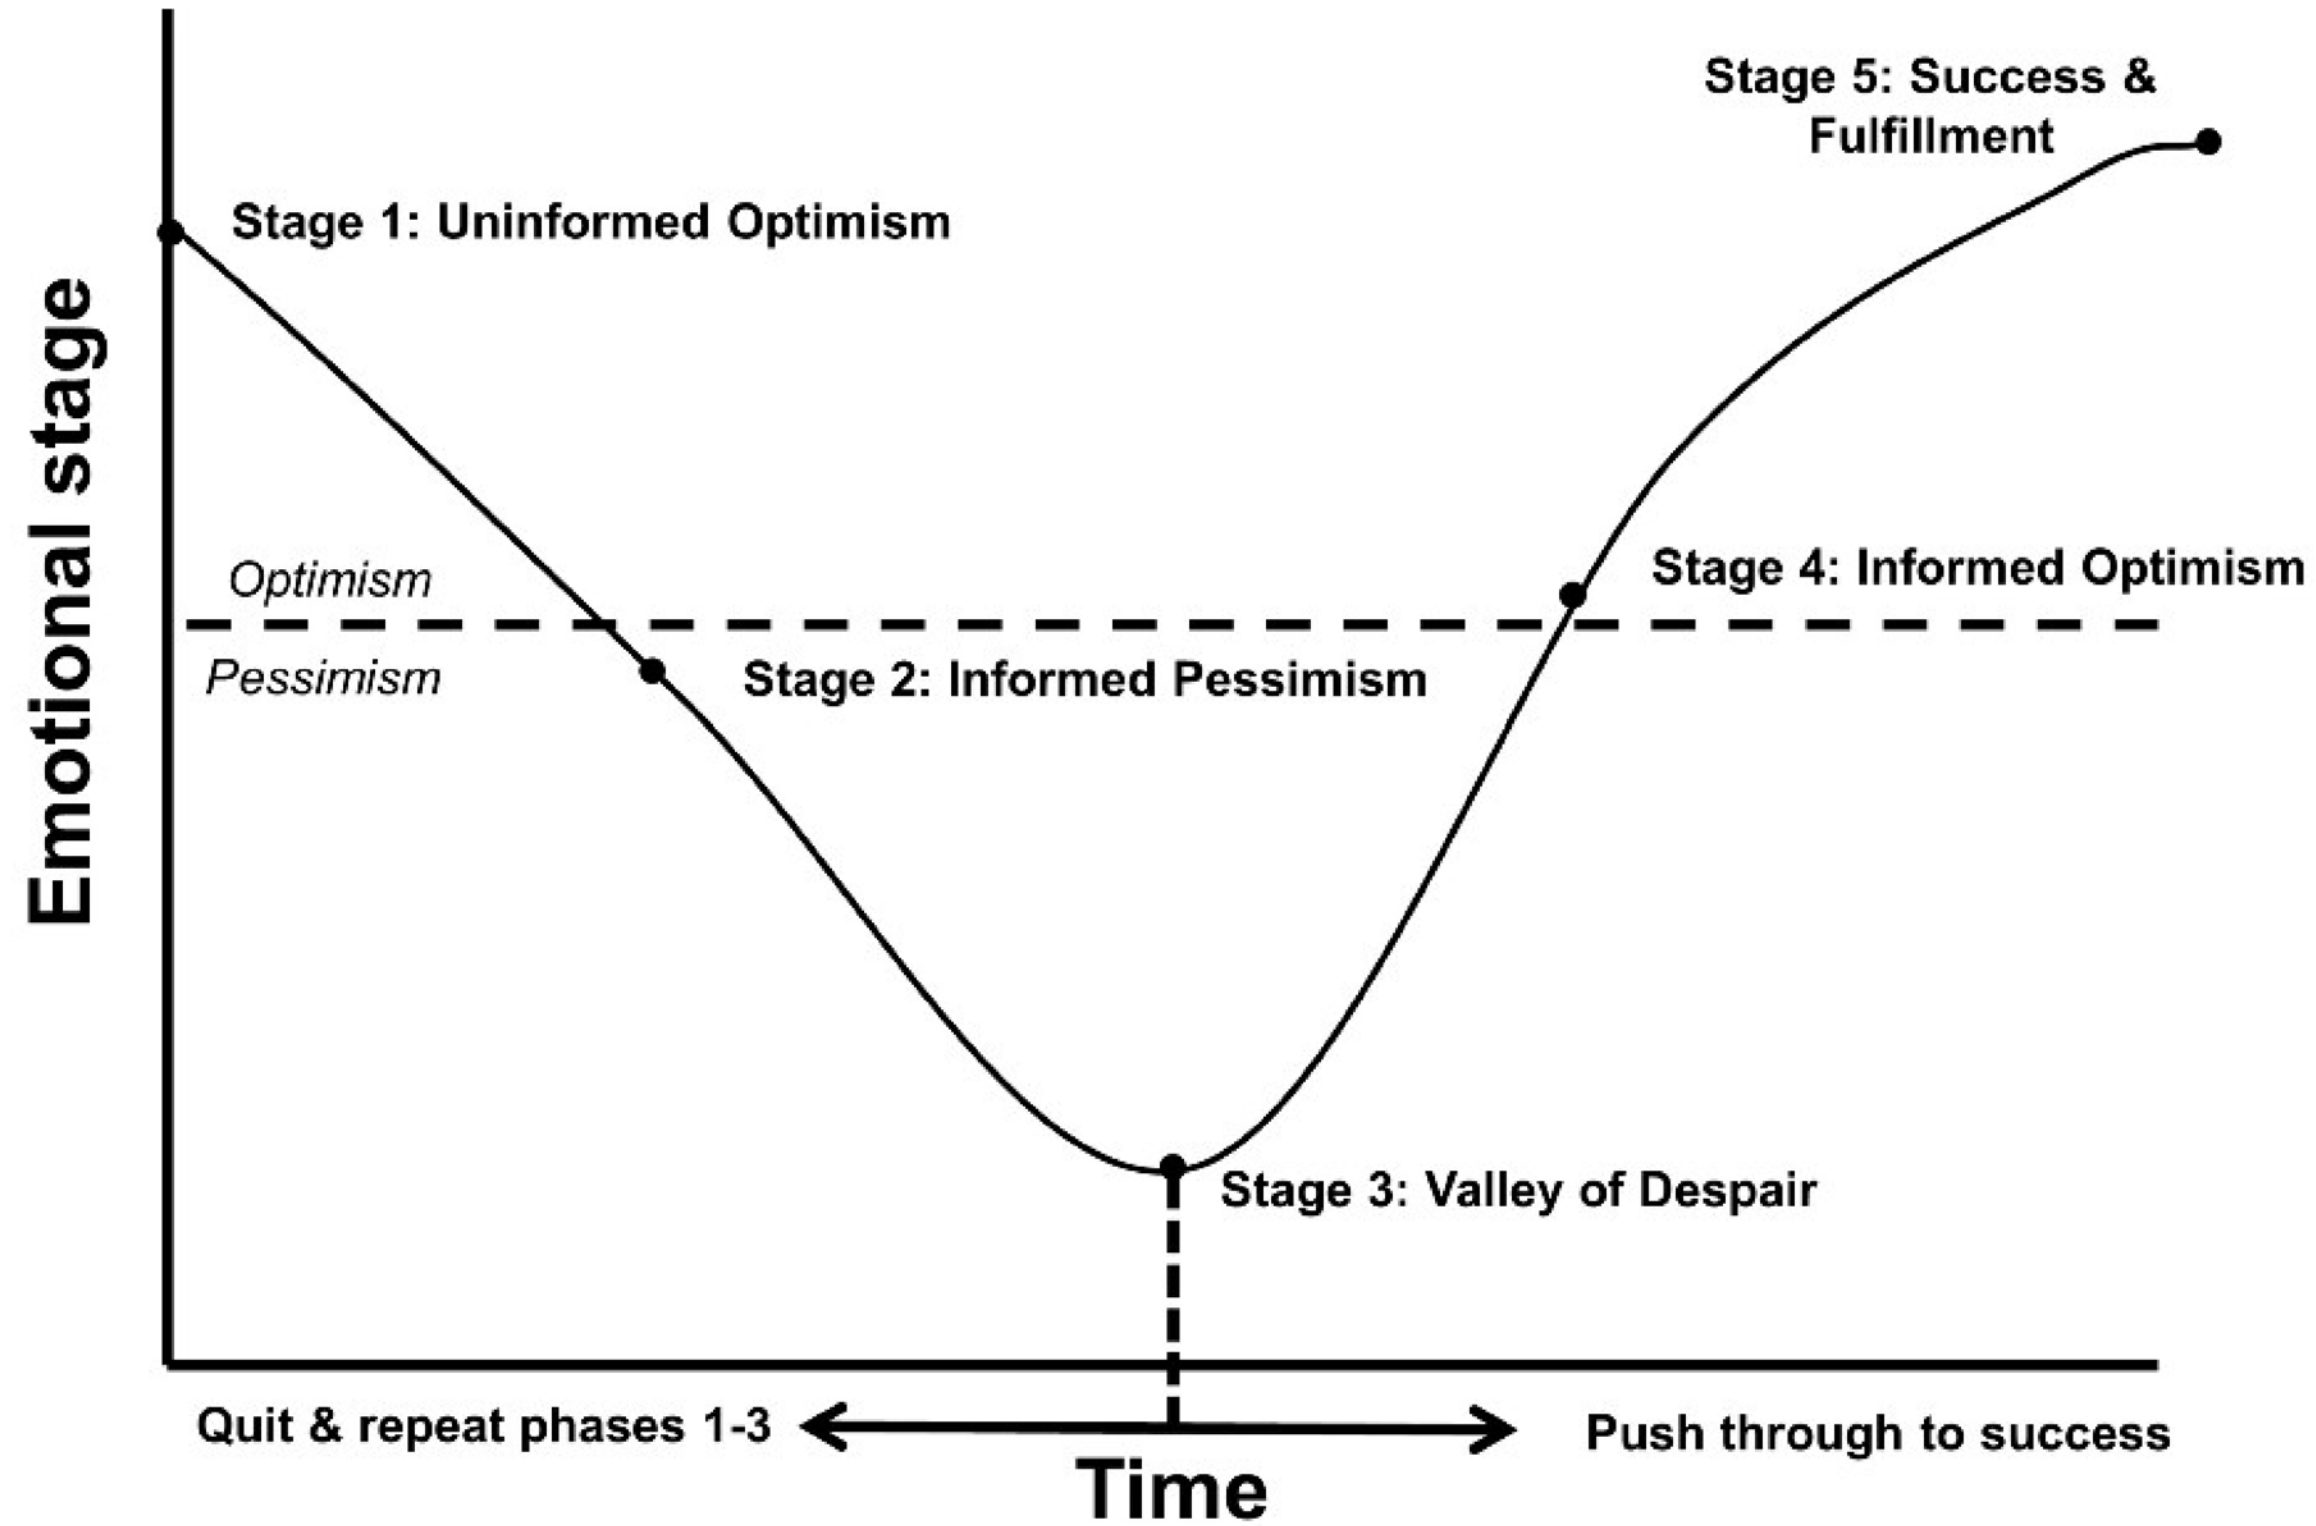 Stage 5: Success &
Fulfillment
Stage 1: Uninformed Optimism
Emotional stage
Optimism
Stage 4: Informed Optimism
Pessimism
Stage 2: Informed Pessimism
Stage 3: Valley of Despair
Quit & repeat phases 1-3
Push through to success
Time